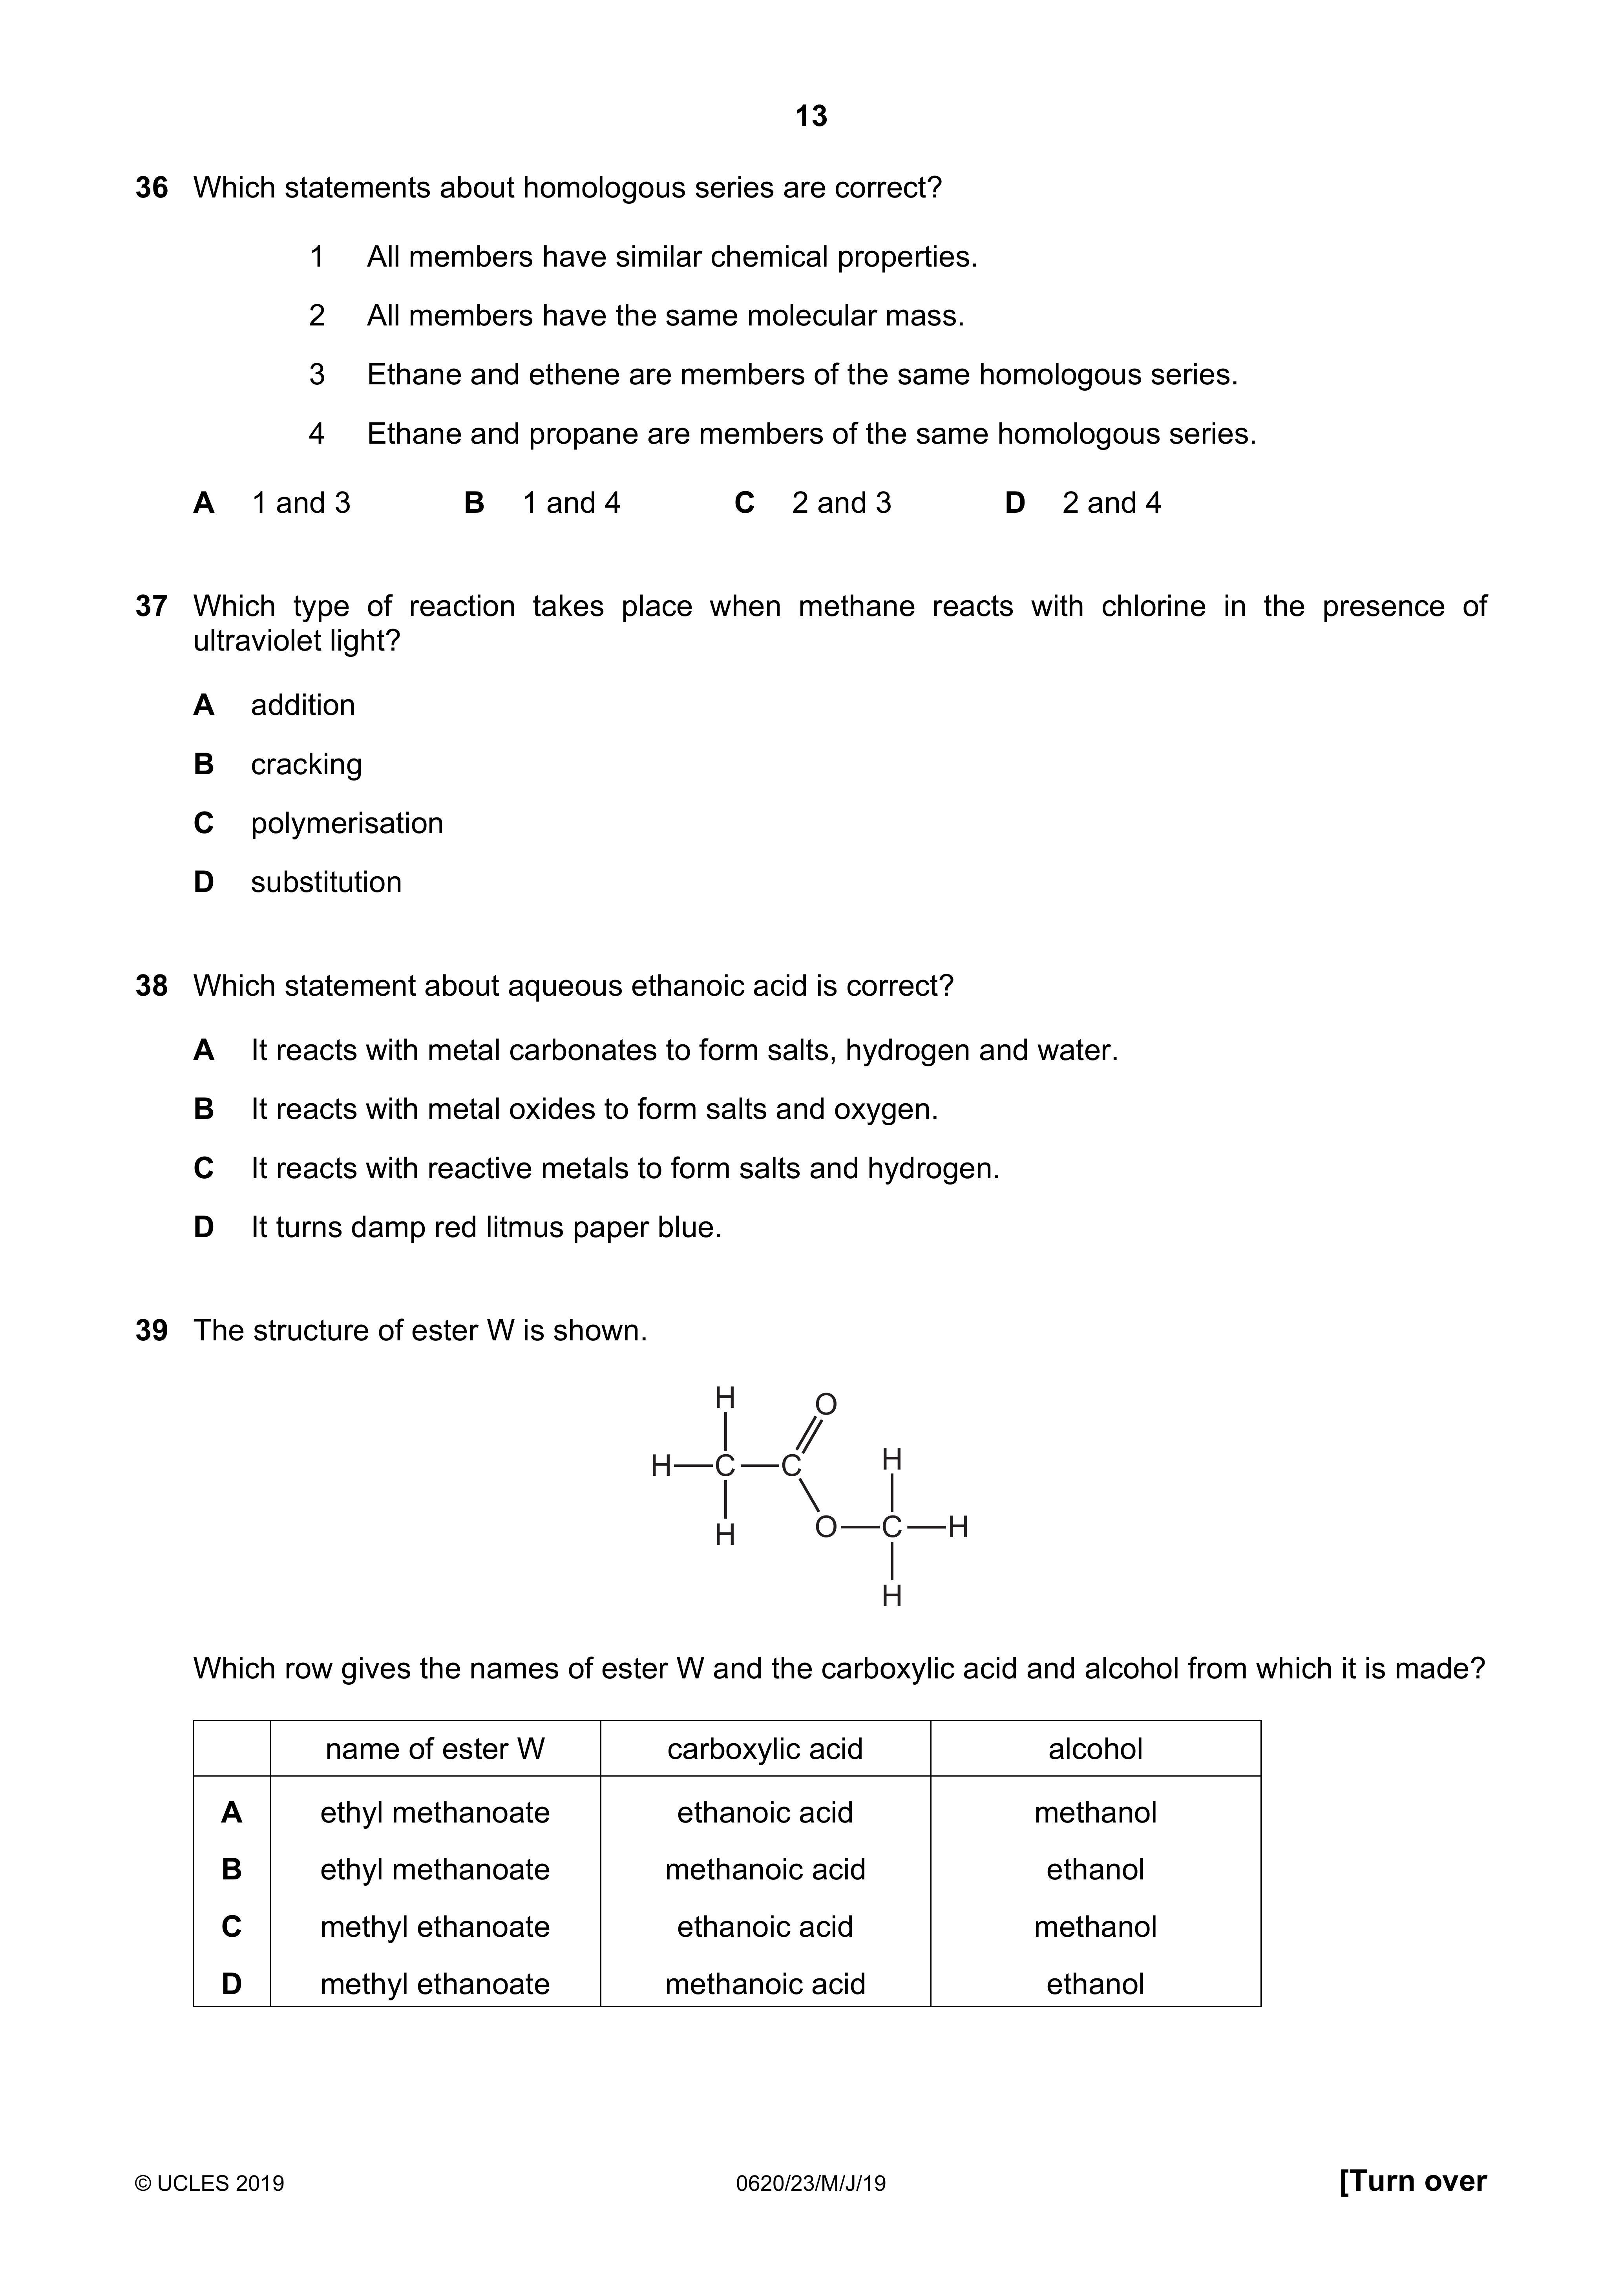 13
36 Which statements about homologous series are correct?
1 All members have similar chemical properties.
2 All members have the same molecular mass.
3 Ethane and ethene are members of the same homologous series.
4 Ethane and propane are members of the same homologous series.
A 1 and 3 B 1 and 4 C 2 and 3 D 2 and 4
37 Which type of reaction takes place when methane reacts with chlorine in the presence of
ultraviolet light?
A addition
B cracking
C polymerisation
D substitution
38 Which statement about aqueous ethanoic acid is correct?
A It reacts with metal carbonates to form salts, hydrogen and water.
B It reacts with metal oxides to form salts and oxygen.
C It reacts with reactive metals to form salts and hydrogen.
D It turns damp red litmus paper blue.
39 The structure of ester W is shown.
H O
H C C H
H O C H
H
Which row gives the names of ester W and the carboxylic acid and alcohol from which it is made?
name of ester W carboxylic acid alcohol
A ethyl methanoate ethanoic acid methanol
B ethyl methanoate methanoic acid ethanol
C methyl ethanoate ethanoic acid methanol
D methyl ethanoate methanoic acid ethanol
© UCLES 2019 0620/23/M/J/19 [Turn over